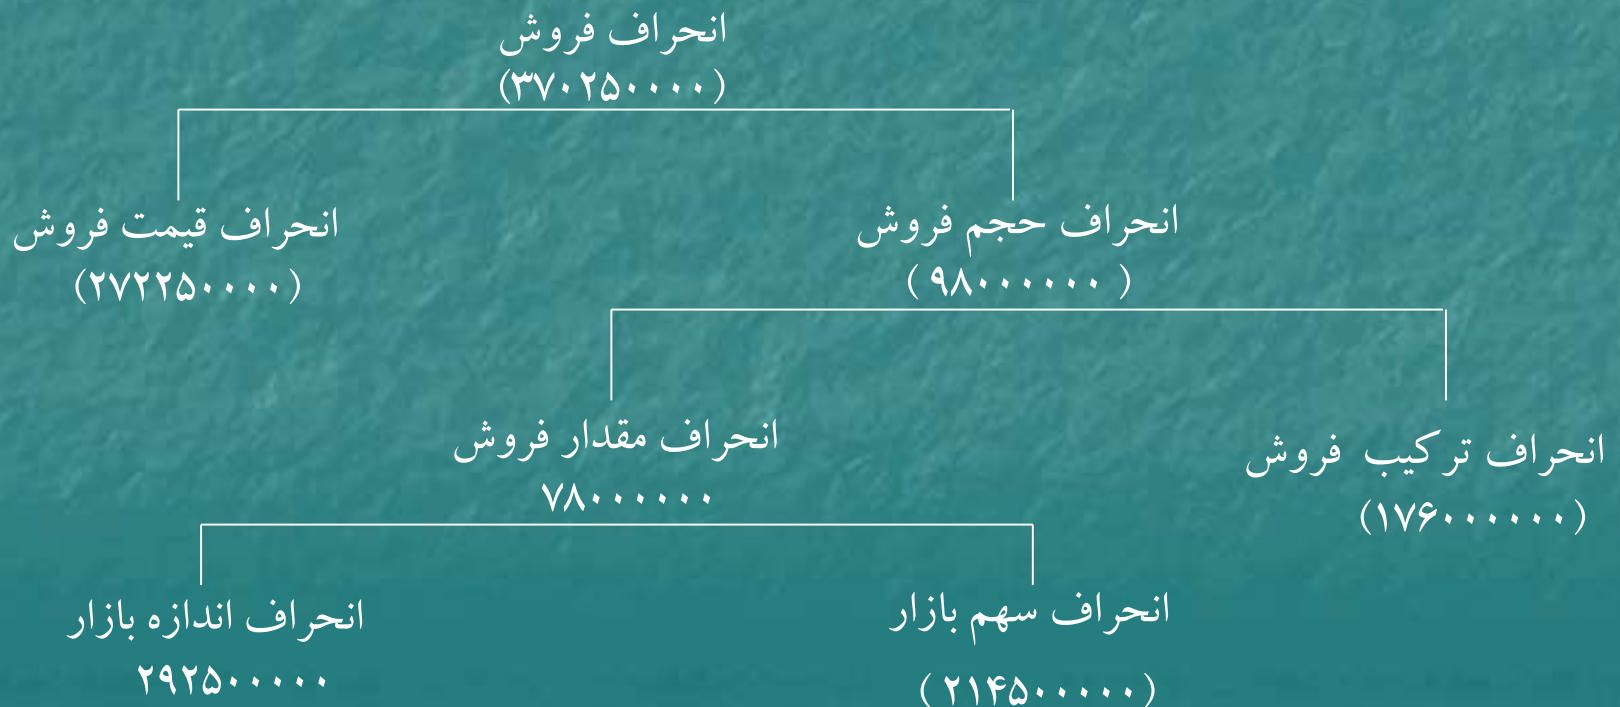 انحراف فروش
(۳۷۰۲۵۰۰۰۰)
انحراف حجم فروش
(۹۸۰۰۰۰۰۰)
انحراف قیمت فروش
(۲۷۲۲۵۰۰۰۰)
انحراف ترکیب فروش
(۱۷۶۰۰۰۰۰۰)
انحراف مقدار فروش
۷۸۰۰۰۰۰۰
انحراف سهم بازار
(۲۱۴۵۰۰۰۰۰)
انحراف اندازه بازار
۲۹۲۵۰۰۰۰۰